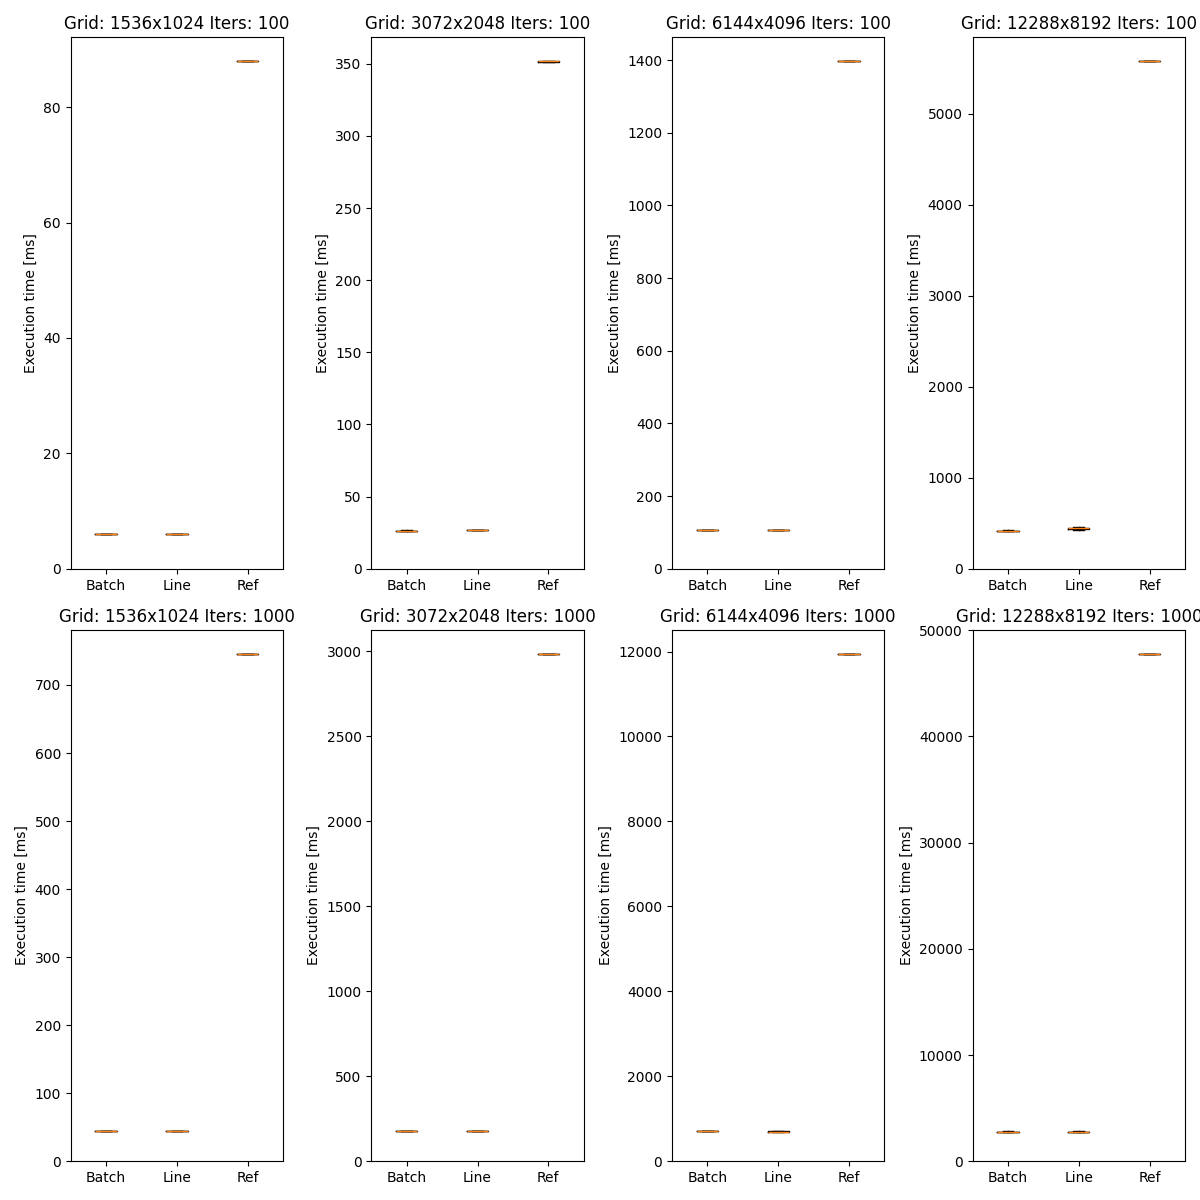 Grid: 1536x1024 Iters: 100
Execution time [ms]
80
60
40
20
0
Batch Line Ref
Grid: 3072x2048 Iters: 100
Execution time [ms]
350
300
250
200
150
100
50
0
Batch Line Ref
Grid: 6144x4096 Iters: 100
Execution time [ms]
1400
1200
1000
800
600
400
200
0
Batch Line Ref
Grid: 12288x8192 Iters: 100
Execution time [ms]
5000
4000
3000
2000
1000
0
Batch Line Ref
Grid: 1536x1024 Iters: 1000
Execution time [ms]
700
600
500
400
300
200
100
0
Batch Line Ref
Grid: 3072x2048 Iters: 1000
Execution time [ms]
3000
2500
2000
1500
1000
500
0
Batch Line Ref
Grid: 6144x4096 Iters: 1000
Execution time [ms]
12000
10000
8000
6000
4000
2000
0
Batch Line Ref
Grid: 12288x8192 Iters: 1000
Execution time [ms]
50000
40000
30000
20000
10000
0
Batch Line Ref